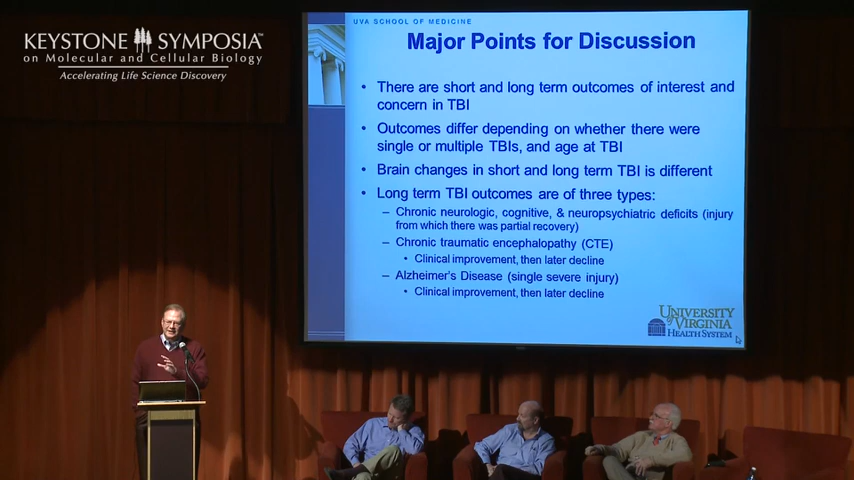 KEYSTONE SYMPOSIA™
on Molecular and Cellular Biology
Accelerating Life Science Discovery
UVA SCHOOL OF MEDICINE
Major Points for Discussion
• There are short and long term outcomes of interest and
concern in TBI
• Outcomes differ depending on whether there were
single or multiple TBIs, and age at TBI
• Brain changes in short and long term TBI is different
• Long term TBI outcomes are of three types:
– Chronic neurologic, cognitive, & neuropsychiatric deficits (injury
from which there was partial recovery)
– Chronic traumatic encephalopathy (CTE)
• Clinical improvement, then later decline
– Alzheimer's Disease (single severe injury)
• Clinical improvement, then later decline
UNIVERSITY
of VIRGINIA
HEALTH SYSTEM